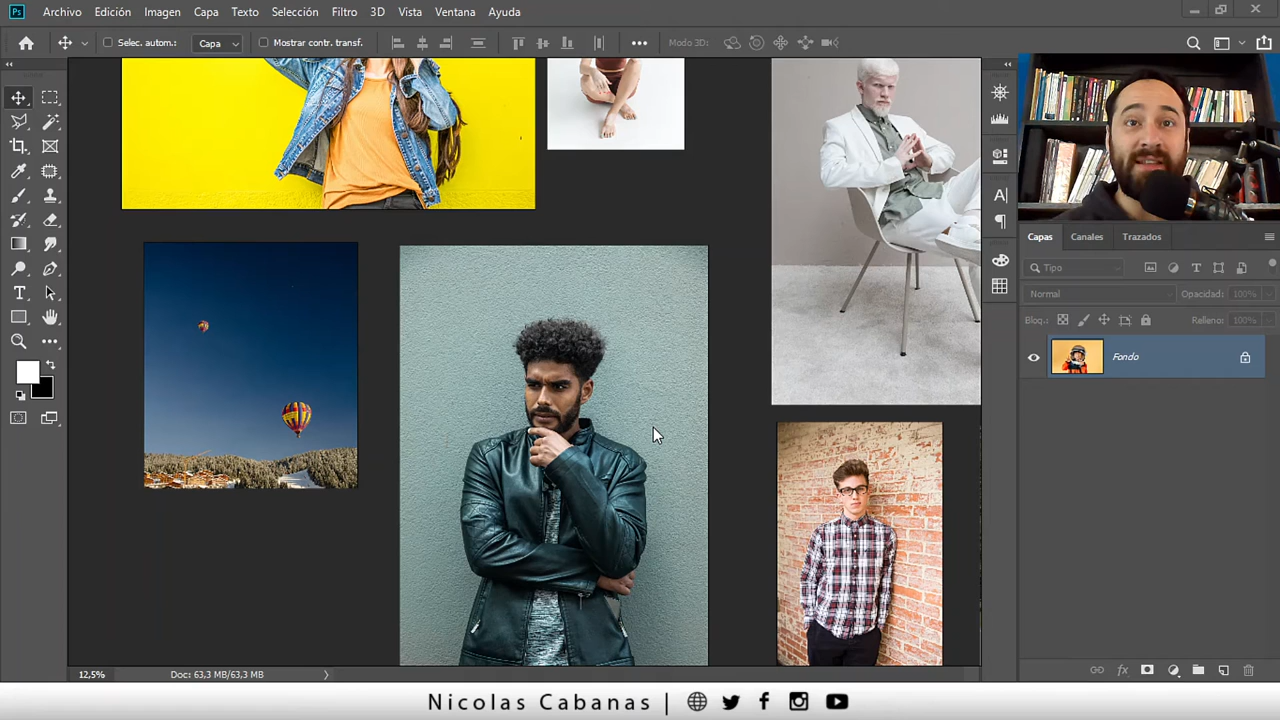 Ps Archivo Edición Imagen Capa Texto Selección Filtro 3D Vista Ventana Ayuda
Selec. autom.: Capa Mostrar contr. transf. Modo 3D:
Capas Canales Trazados
Tipo
Normal Opacidad: 100%
Bloq.: Relleno: 100%
Fondo
12,5% Doc: 63,3 MB/63,3 MB
Nicolas Cabanas |